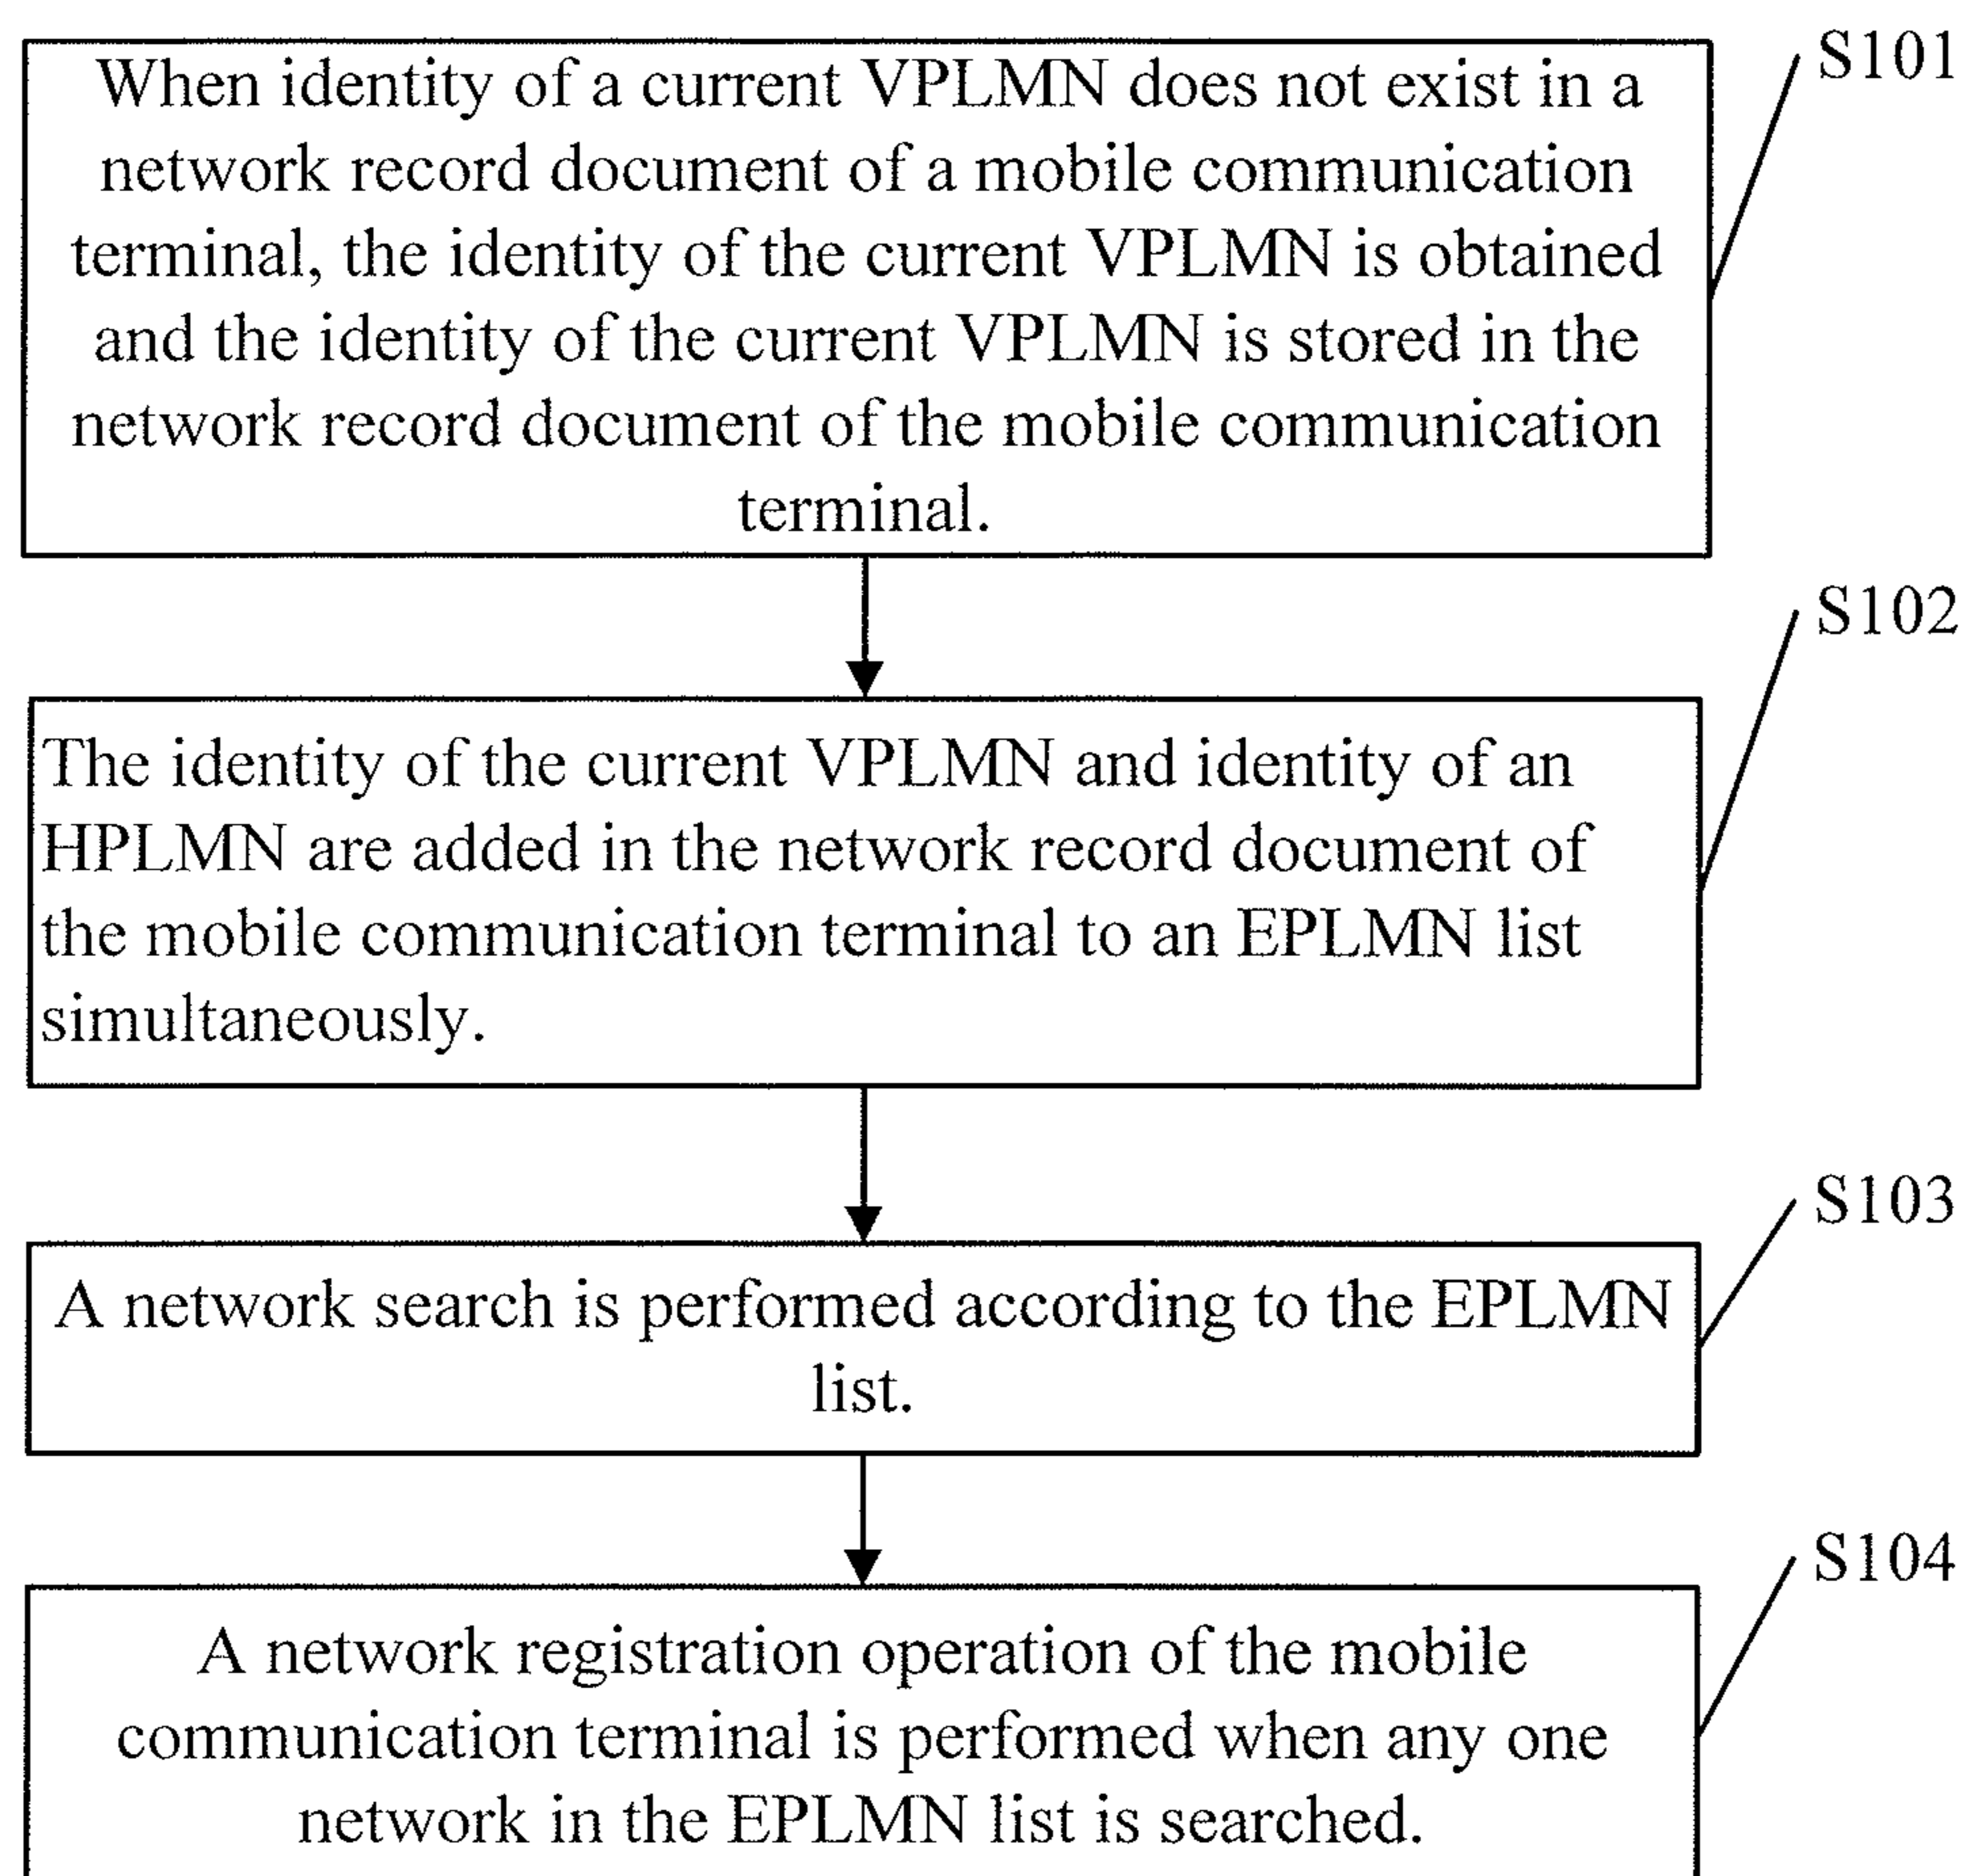 When identity of a current VPLMN does not exist in a
network record document of a mobile communication
terminal, the identity of the current VPLMN is obtained
and the identity of the current VPLMN is stored in the
network record document of the mobile communication
terminal.
S101
The identity of the current VPLMN and identity of an
HPLMN are added in the network record document of
the mobile communication terminal to an EPLMN list
simultaneously.
S102
A network search is performed according to the EPLMN
list.
S103
A network registration operation of the mobile
communication terminal is performed when any one
network in the EPLMN list is searched.
S104